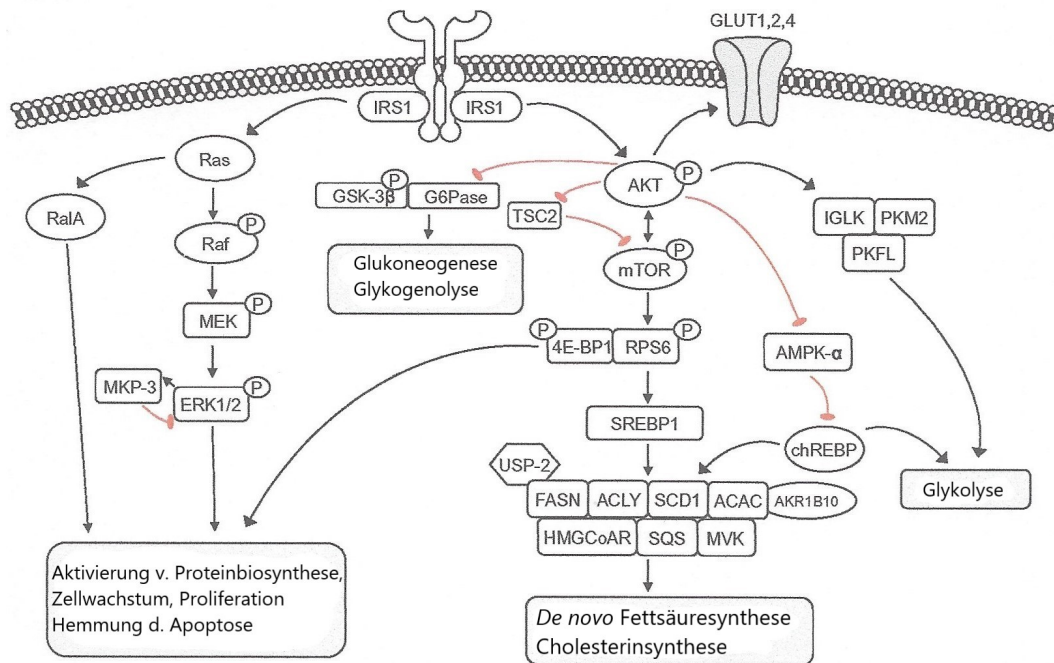 GLUT1,2,4
IRS1
IRS1
Ras
RalA
Raf
P
MEK
P
MKP-3
ERK1/2
P
GSK-3β
P
G6Pase
Glukoneogenese
Glykogenolyse
TSC2
AKT
P
mTOR
P
P
4E-BP1
RPS6
P
SREBP1
IGLK
PKM2
PKFL
AMPK-α
chREBP
Glykolyse
USP-2
FASN
ACLY
SCD1
ACAC
AKR1B10
HMGCoAR
SQS
MVK
Aktivierung v. Proteinbiosynthese,
Zellwachstum, Proliferation
Hemmung d. Apoptose
De novo Fettsäuresynthese
Cholesterinsynthese